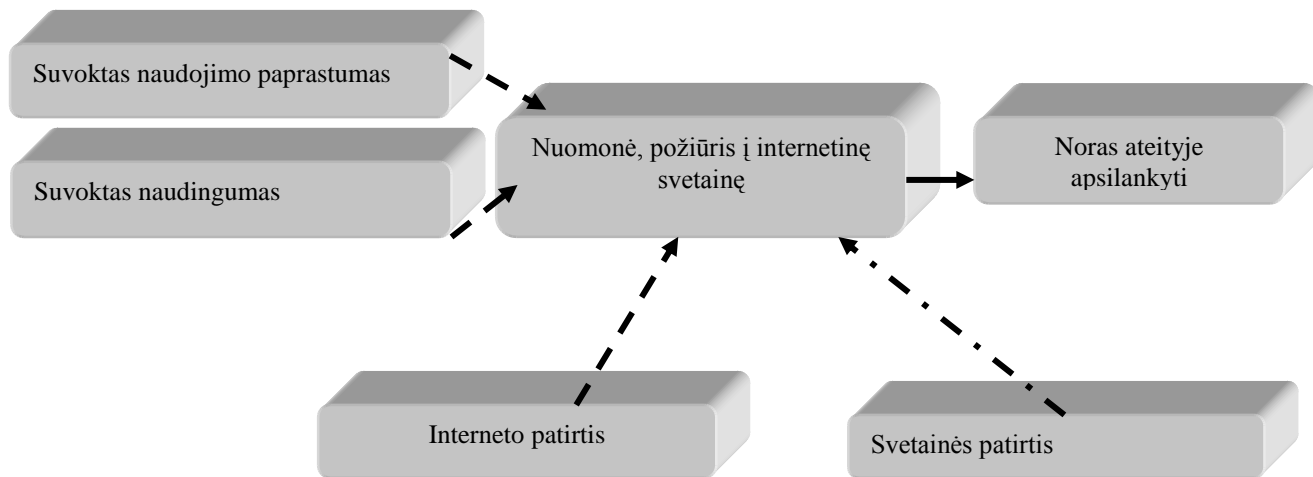 Suvoktas naudojimo paprastumas
Suvoktas naudingumas
Nuomonė, požiūris į internetinę
svetainę
Noras ateityje
apsilankyti
Interneto patirtis
Svetainės patirtis